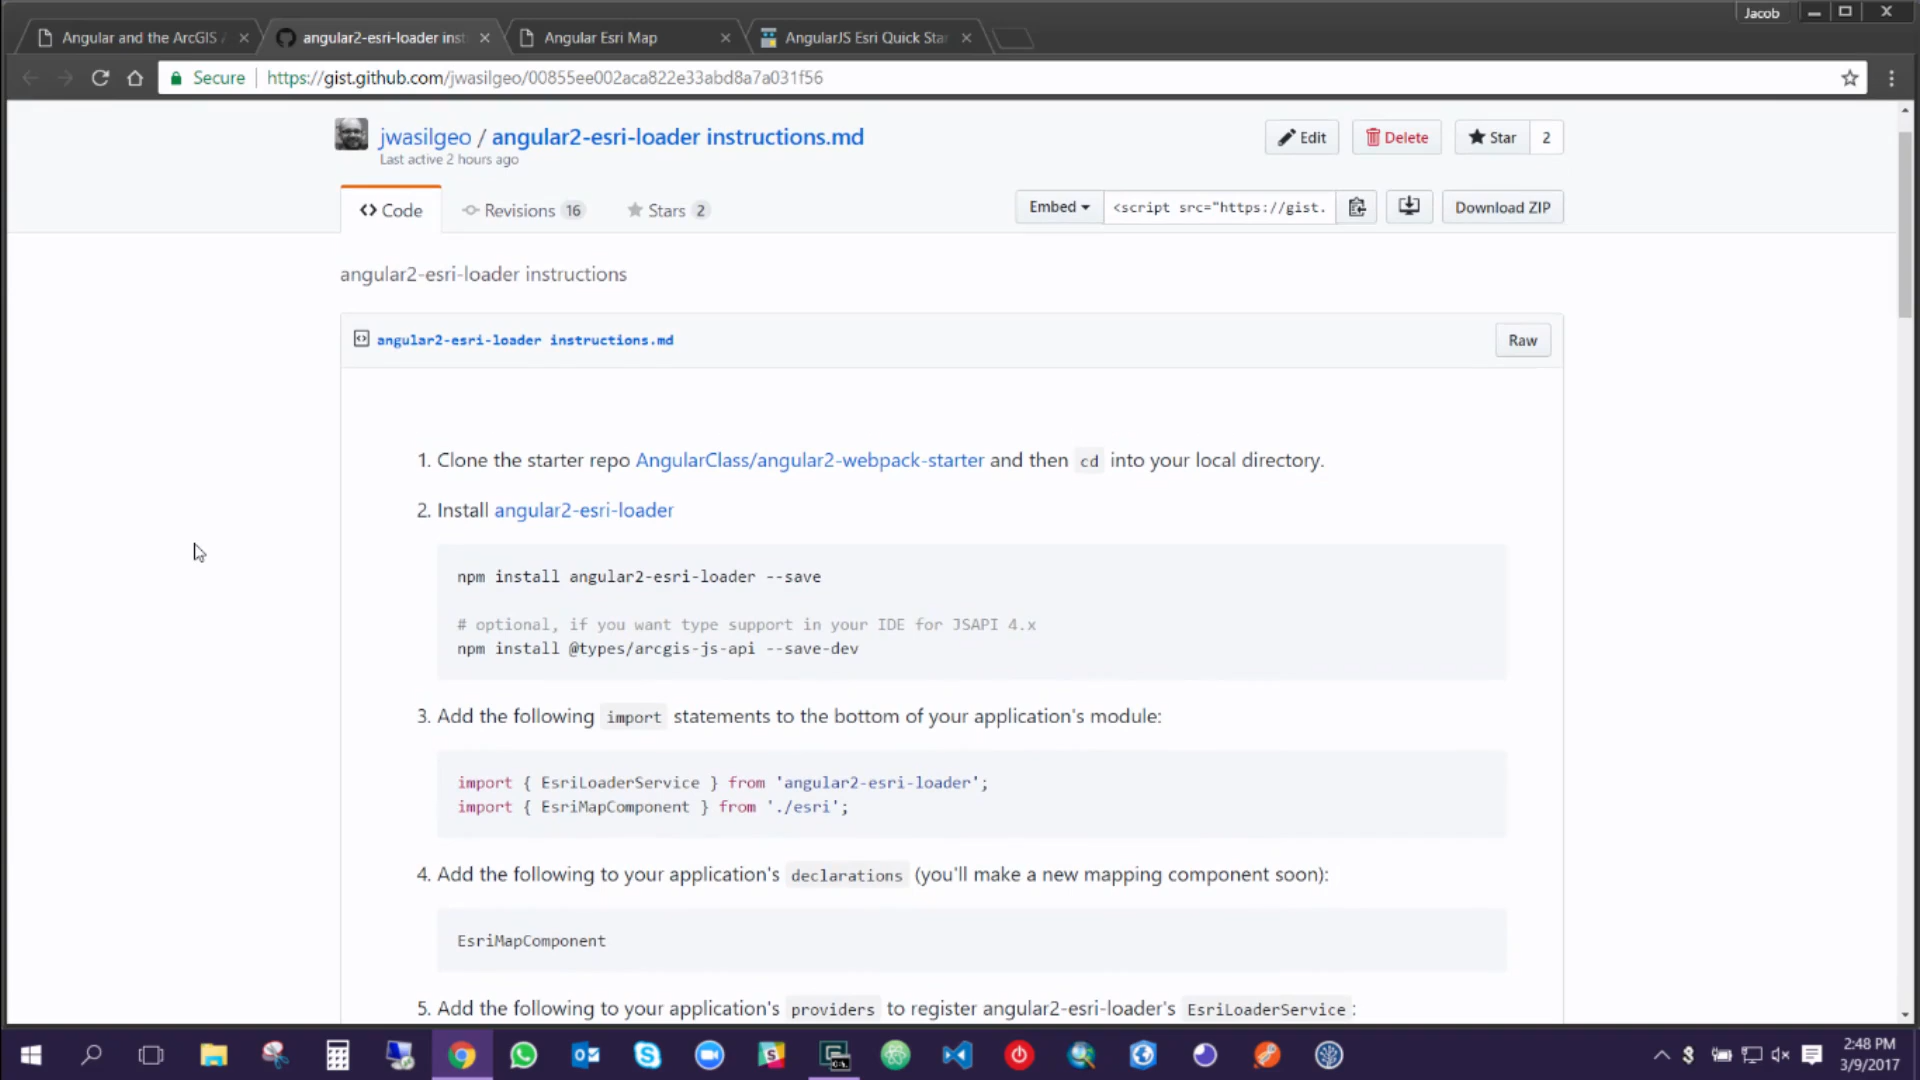 Jacob
Angular and the ArcGIS
angular2-esri-loader inst
Angular Esri Map
AngularJS Esri Quick Star
Secure
https://gist.github.com/jwasilgeo/00855ee002aca822e33abd8a7a031f56
jwasilgeo / angular2-esri-loader instructions.md
Last active 2 hours ago
Edit
Delete
Star
2
Code
Revisions 16
Stars 2
Embed
<script src="https://gist.
Download ZIP
angular2-esri-loader instructions
angular2-esri-loader instructions.md
Raw
1. Clone the starter repo AngularClass/angular2-webpack-starter and then cd into your local directory.
2. Install angular2-esri-loader
npm install angular2-esri-loader --save
# optional, if you want type support in your IDE for JSAPI 4.x
npm install @types/arcgis-js-api --save-dev
3. Add the following import statements to the bottom of your application's module:
import { EsriLoaderService } from 'angular2-esri-loader';
import { EsriMapComponent } from './esri';
4. Add the following to your application's declarations (you'll make a new mapping component soon):
EsriMapComponent
5. Add the following to your application's providers to register angular2-esri-loader's EsriLoaderService:
2:48 PM
3/9/2017